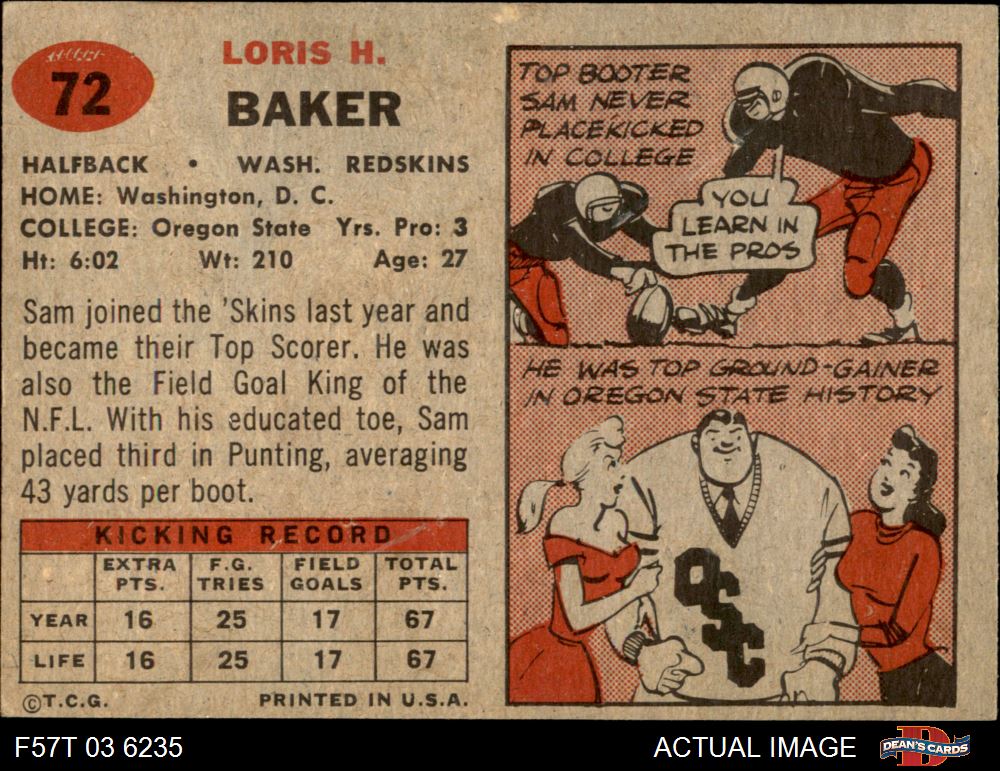 72
LORIS H.
BAKER
HALFBACK • WASH. REDSKINS
HOME: Washington, D. C.
COLLEGE: Oregon State Yrs. Pro: 3
Ht: 6:02 Wt: 210 Age: 27
Sam joined the 'Skins last year and
became their Top Scorer. He was
also the Field Goal King of the
N.F.L. With his educated toe, Sam
placed third in Punting, averaging
43 yards per boot.
KICKING RECORD
EXTRA PTS. F.G. TRIES FIELD GOALS TOTAL PTS.
YEAR 16 25 17 67
LIFE 16 25 17 67
©T.C.G. PRINTED IN U.S.A.
TOP BOOTER
SAM NEVER
PLACEKICKED
IN COLLEGE
YOU
LEARN IN
THE PROS
HE WAS TOP GROUND-GAINER
IN OREGON STATE HISTORY
OSC
F57T 03 6235 ACTUAL IMAGE DEAN'S CARDS